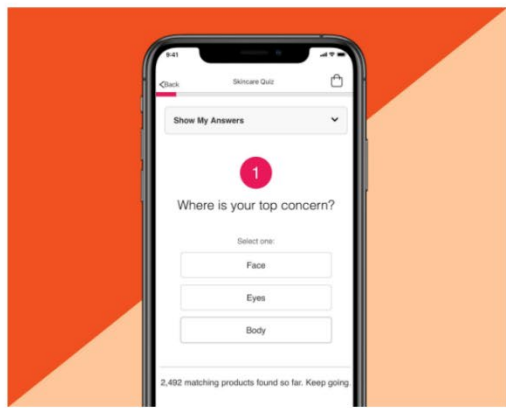 9:41
<Back
Skincare Quiz
Show My Answers
1
Where is your top concern?
Select one:
Face
Eyes
Body
2,492 matching products found so far. Keep going.